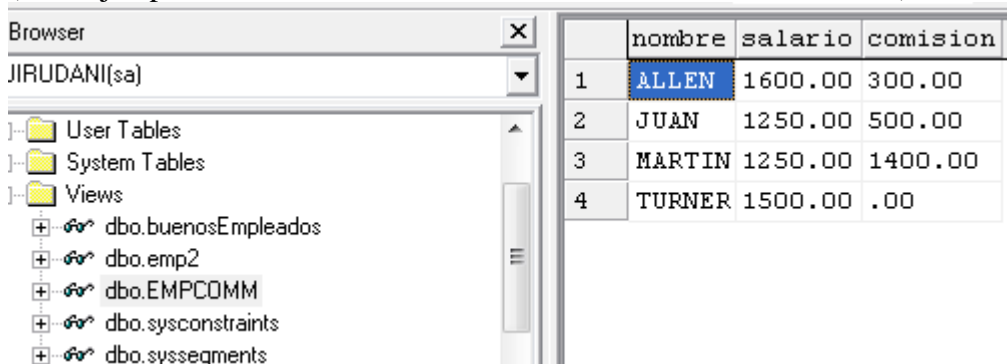 Browser
JIRUDANI(sa)
User Tables
System Tables
Views
dbo.buenosEmpleados
dbo.emp2
dbo.EMPCOMM
dbo.sysconstraints
dbo.syssegments
nombre salario comision
1 ALLEN 1600.00 300.00
2 JUAN 1250.00 500.00
3 MARTIN 1250.00 1400.00
4 TURNER 1500.00 .00